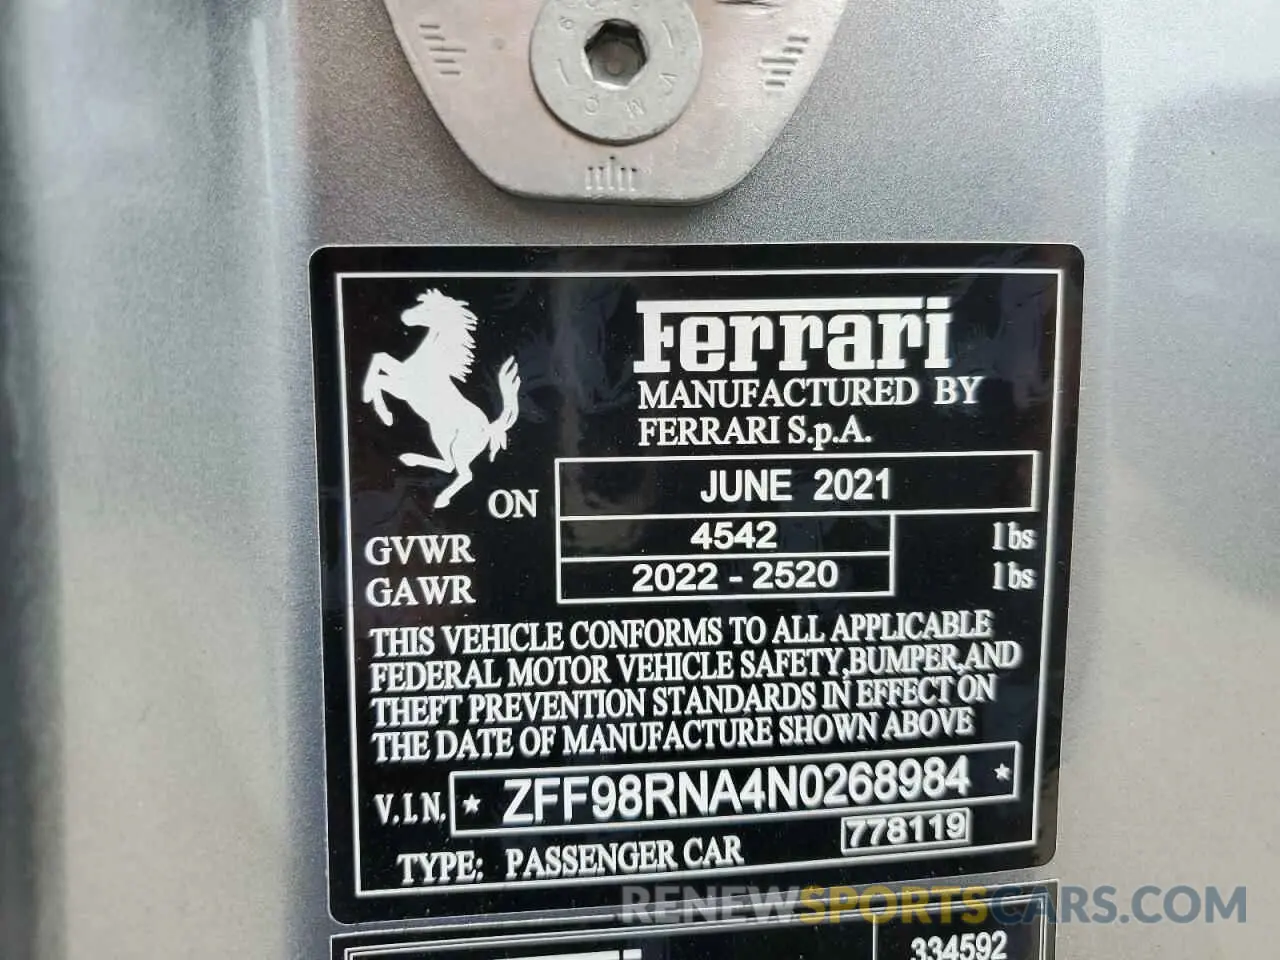 Ferrari
MANUFACTURED BY
FERRARI S.p.A.
ON JUNE 2021
GVWR 4542 lbs
GAWR 2022 - 2520 lbs
THIS VEHICLE CONFORMS TO ALL APPLICABLE
FEDERAL MOTOR VEHICLE SAFETY,BUMPER,AND
THEFT PREVENTION STANDARDS IN EFFECT ON
THE DATE OF MANUFACTURE SHOWN ABOVE
V.I.N. * ZFF98RNA4N0268984 *
778119
TYPE: PASSENGER CAR
RENEWSPORTSCARS.COM
334592